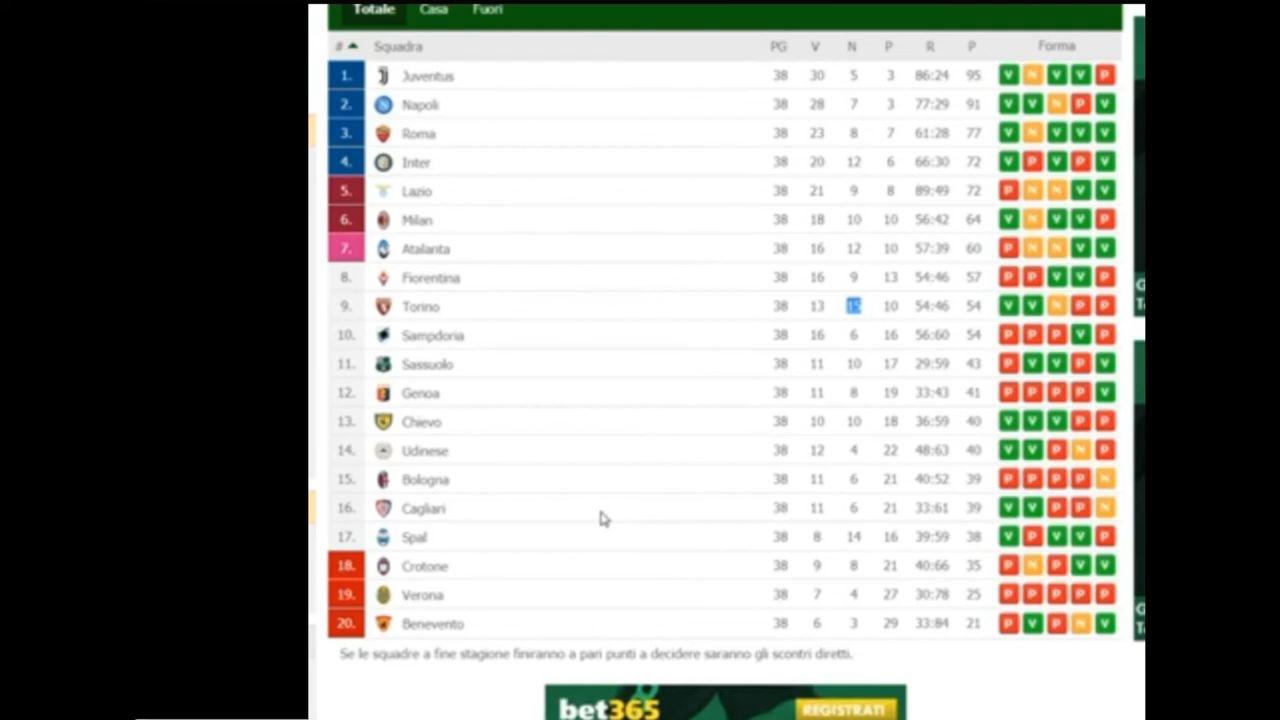 Totale Casa Fuori
# Squadra PG V N P R P Forma
1. Juventus 38 30 5 3 86:24 95 V N V V P
2. Napoli 38 28 7 3 77:29 91 V V N P V
3. Roma 38 23 8 7 61:28 77 V N V V V
4. Inter 38 20 12 6 66:30 72 V P V P V
5. Lazio 38 21 9 8 89:49 72 P N N V V
6. Milan 38 18 10 10 56:42 64 V N V V P
7. Atalanta 38 16 12 10 57:39 60 P N N V V
8. Fiorentina 38 16 9 13 54:46 57 P P V V P
9. Torino 38 13 15 10 54:46 54 V V N P P
10. Sampdoria 38 16 6 16 56:60 54 P P P V P
11. Sassuolo 38 11 10 17 29:59 43 P V V P V
12. Genoa 38 11 8 19 33:43 41 P P P P V
13. Chievo 38 10 10 18 36:59 40 V V V P P
14. Udinese 38 12 4 22 48:63 40 V V P N P
15. Bologna 38 11 6 21 40:52 39 P P P P N
16. Cagliari 38 11 6 21 33:61 39 V V P P N
17. Spal 38 8 14 16 39:59 38 V P V V P
18. Crotone 38 9 8 21 40:66 35 P N P V V
19. Verona 38 7 4 27 30:78 25 P P P P P
20. Benevento 38 6 3 29 33:84 21 P V P N V
Se le squadre a fine stagione finiranno a pari punti a decidere saranno gli scontri diretti.
bet365 REGISTRATI